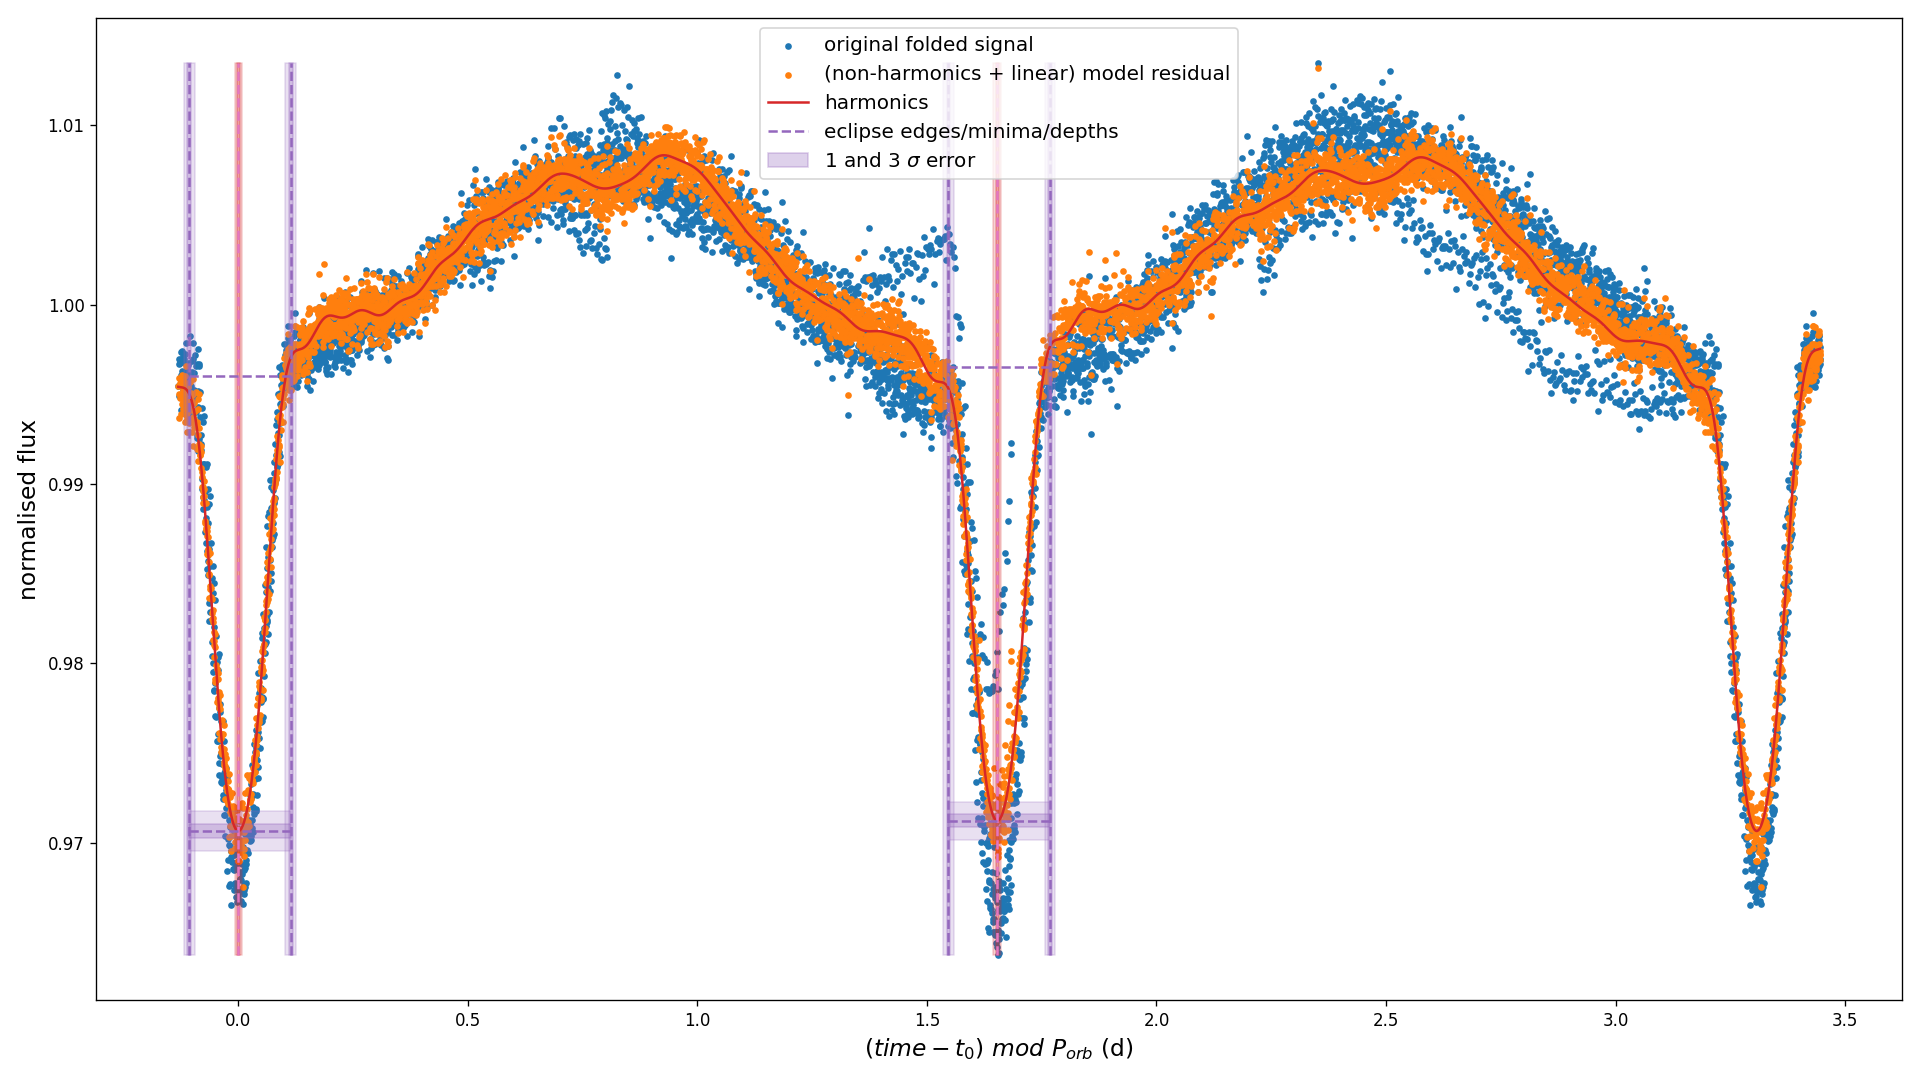 original folded signal
(non-harmonics + linear) model residual
harmonics
eclipse edges/minima/depths
1 and 3 σ error
normalised flux
1.01
1.00
0.99
0.98
0.97
0.0 0.5 1.0 1.5 2.0 2.5 3.0 3.5
(time − t₀) mod Pₒᵣb (d)